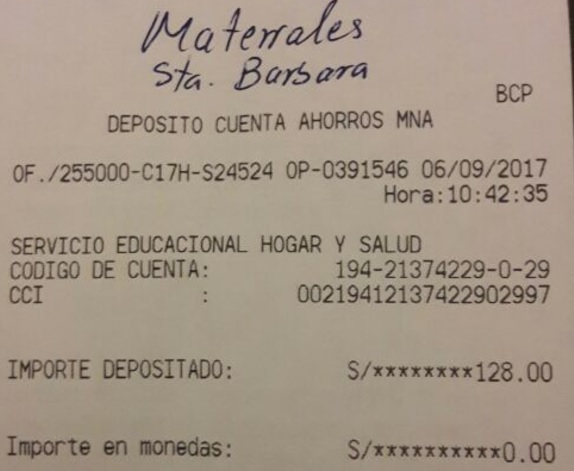 Materiales
Sta. Barbara
BCP
DEPOSITO CUENTA AHORROS MNA
OF./255000-C17H-S24524 OP-0391546 06/09/2017
Hora:10:42:35
SERVICIO EDUCACIONAL HOGAR Y SALUD
CODIGO DE CUENTA: 194-21374229-0-29
CCI : 00219412137422902997
IMPORTE DEPOSITADO: S/********128.00
Importe en monedas: S/**********0.00